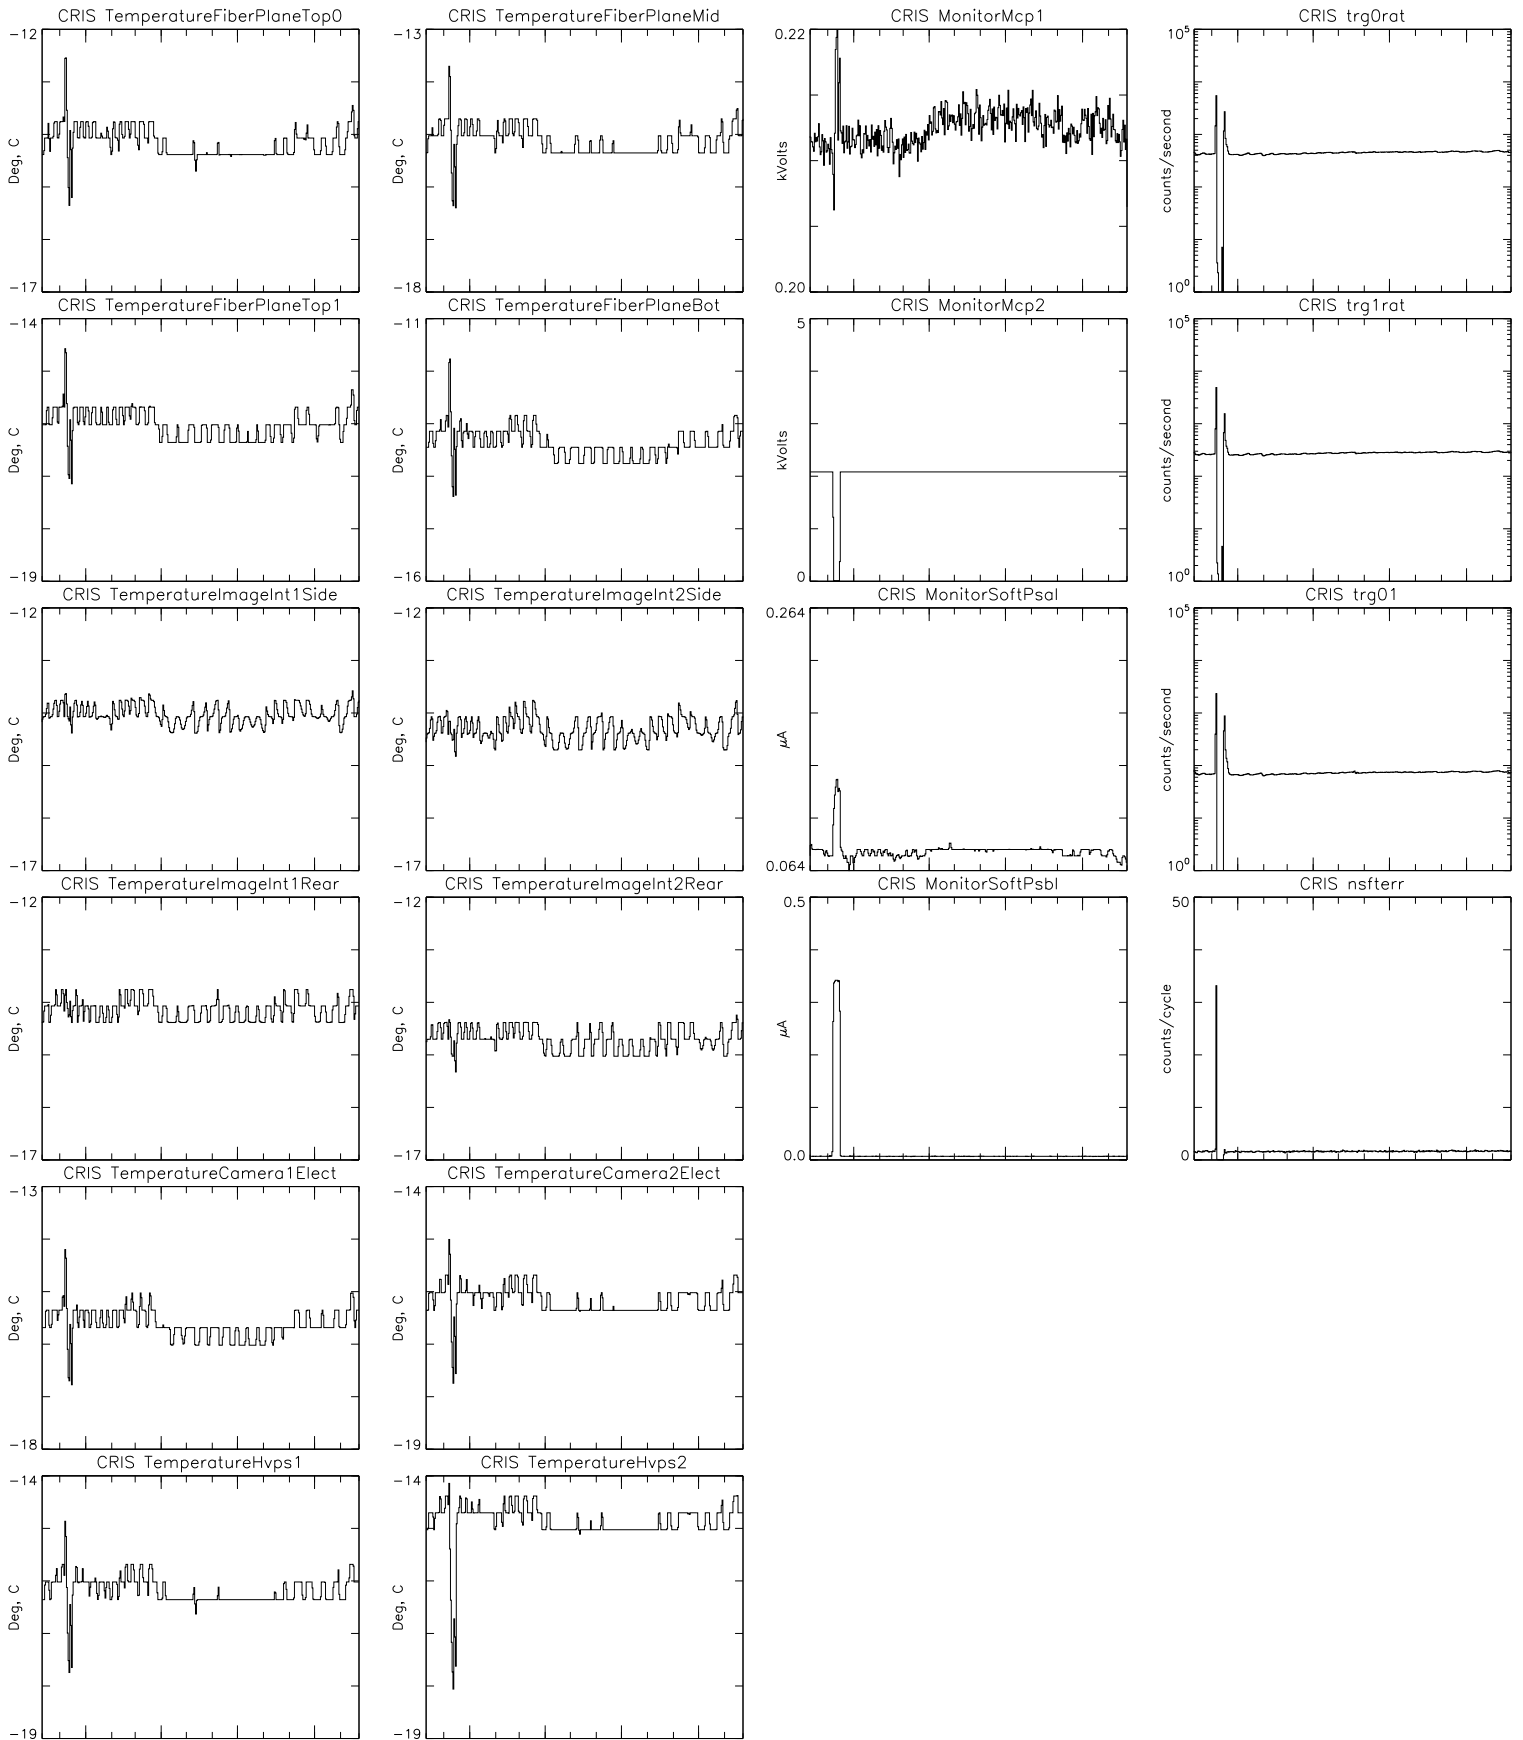 CRIS TemperatureFiberPlaneTop0
-12
Deg, C
-17
CRIS TemperatureFiberPlaneMid
-13
Deg, C
-18
CRIS MonitorMcp1
0.22
kVolts
0.20
CRIS trg0rat
10^5
counts/second
10^0
CRIS TemperatureFiberPlaneTop1
-14
Deg, C
-19
CRIS TemperatureFiberPlaneBot
-11
Deg, C
-16
CRIS MonitorMcp2
5
kVolts
0
CRIS trg1rat
10^5
counts/second
10^0
CRIS TemperatureImageInt1Side
-12
Deg, C
-17
CRIS TemperatureImageInt2Side
-12
Deg, C
-17
CRIS MonitorSoftPsaI
0.264
μA
0.064
CRIS trg01
10^5
counts/second
10^0
CRIS TemperatureImageInt1Rear
-12
Deg, C
-17
CRIS TemperatureImageInt2Rear
-12
Deg, C
-17
CRIS MonitorSoftPsbI
0.5
μA
0.0
CRIS nsfterr
50
counts/cycle
0
CRIS TemperatureCamera1Elect
-13
Deg, C
-18
CRIS TemperatureCamera2Elect
-14
Deg, C
-19
CRIS TemperatureHvps1
-14
Deg, C
-19
CRIS TemperatureHvps2
-14
Deg, C
-19